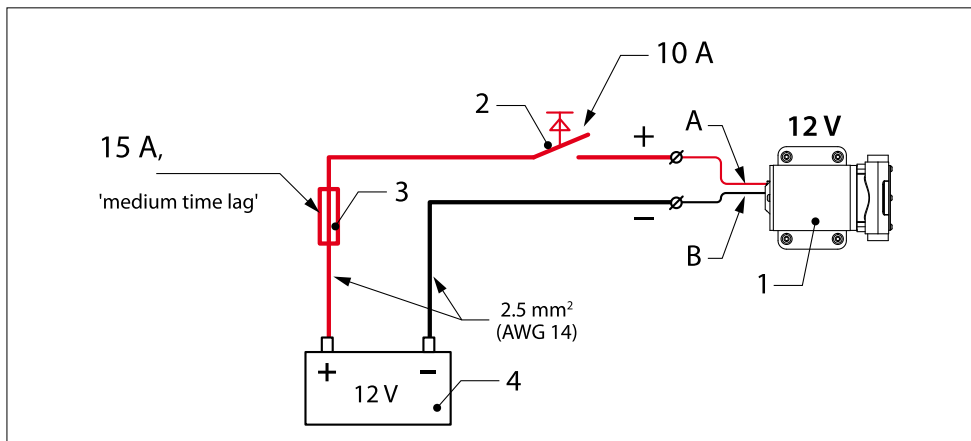 10 A
2
+
A
12 V
15 A,
'medium time lag'
3
−
B
1
2.5 mm²
(AWG 14)
+
−
12 V
4